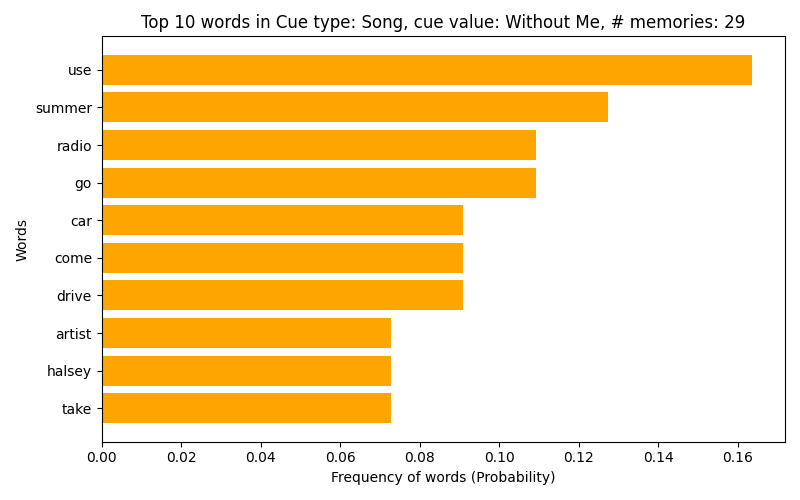 Top 10 words in Cue type: Song, cue value: Without Me, # memories: 29
use
summer
radio
go
car
come
drive
artist
halsey
take
Words
0.00 0.02 0.04 0.06 0.08 0.10 0.12 0.14 0.16
Frequency of words (Probability)